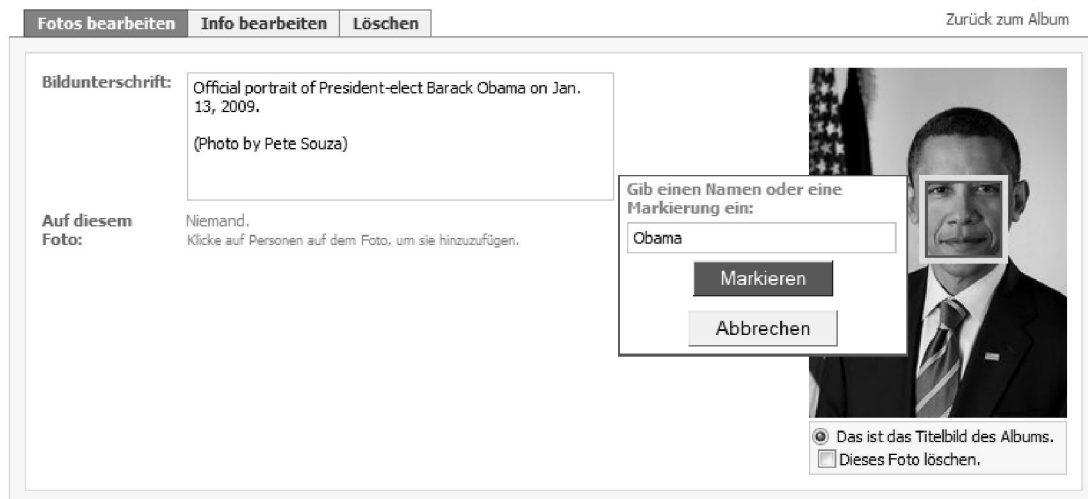 Fotos bearbeiten
Info bearbeiten
Löschen
Zurück zum Album
Bildunterschrift:
Official portrait of President-elect Barack Obama on Jan.
13, 2009.
(Photo by Pete Souza)
Auf diesem
Foto:
Niemand.
Klicke auf Personen auf dem Foto, um sie hinzuzufügen.
Gib einen Namen oder eine
Markierung ein:
Obama
Markieren
Abbrechen
Das ist das Titelbild des Albums.
Dieses Foto löschen.